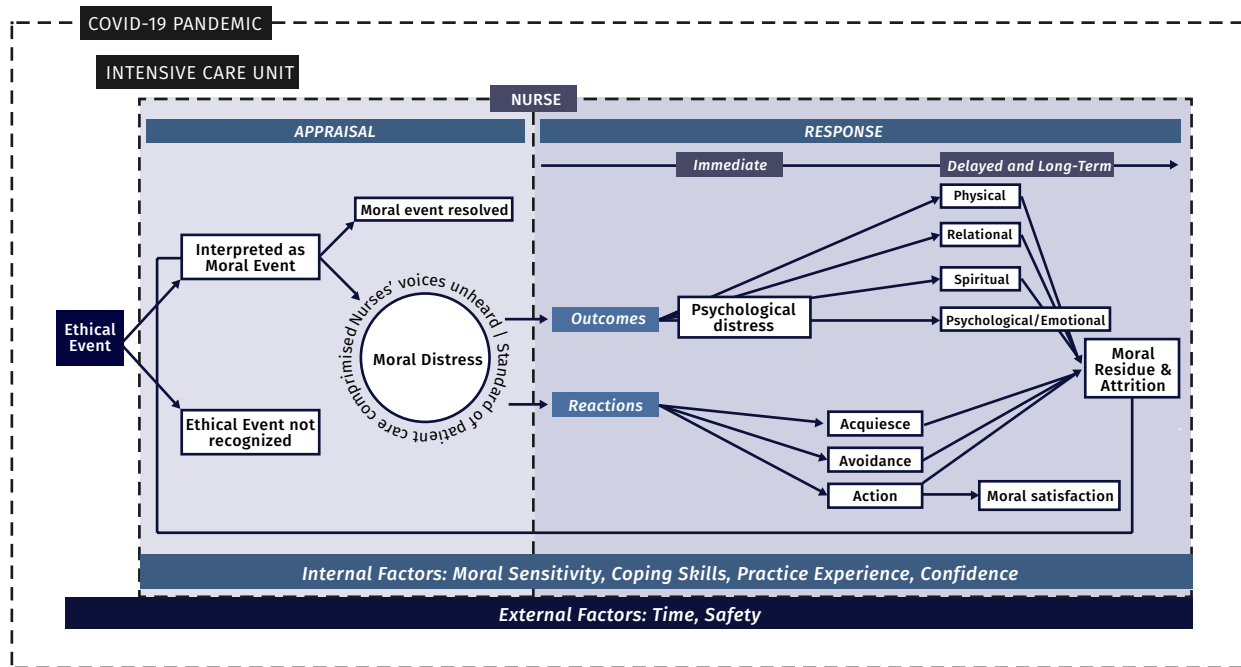 COVID-19 PANDEMIC
INTENSIVE CARE UNIT
NURSE
APPRAISAL
RESPONSE
Immediate
Delayed and Long-Term
Ethical
Event
Interpreted as
Moral Event
Ethical Event not
recognized
Moral event resolved
Nurses' voices unheard / Standard of patient care comprimised
Moral Distress
Outcomes
Reactions
Psychological
distress
Physical
Relational
Spiritual
Psychological/Emotional
Acquiesce
Avoidance
Action
Moral satisfaction
Moral
Residue &
Attrition
Internal Factors: Moral Sensitivity, Coping Skills, Practice Experience, Confidence
External Factors: Time, Safety